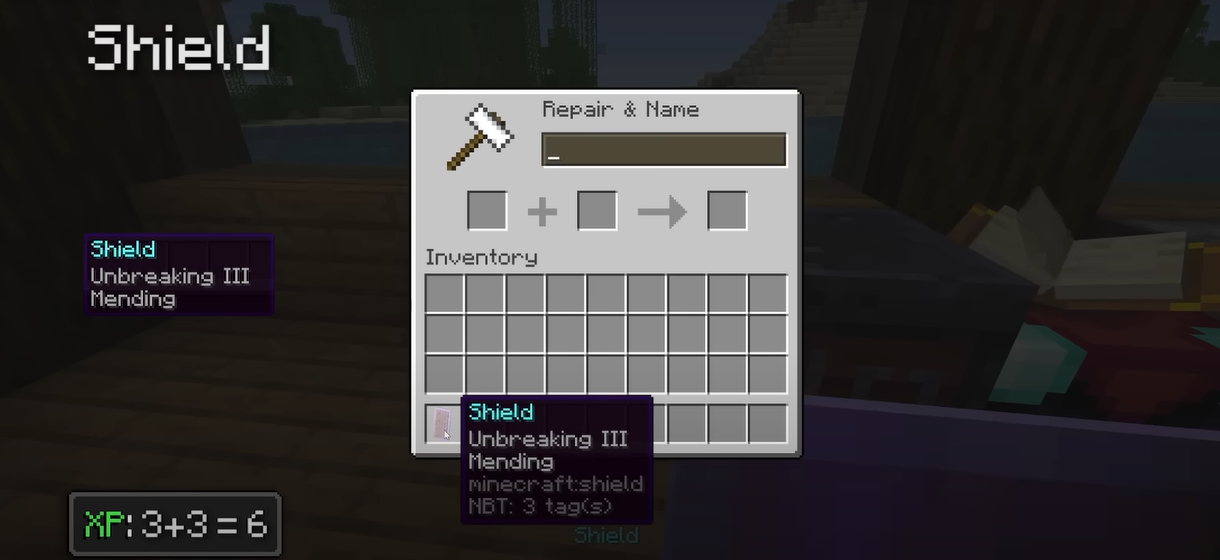 Shield
Repair & Name
_
Inventory
Shield
Unbreaking III
Mending
Shield
Unbreaking III
Mending
minecraft:shield
NBT: 3 tag(s)
XP: 3+3 = 6
Shield